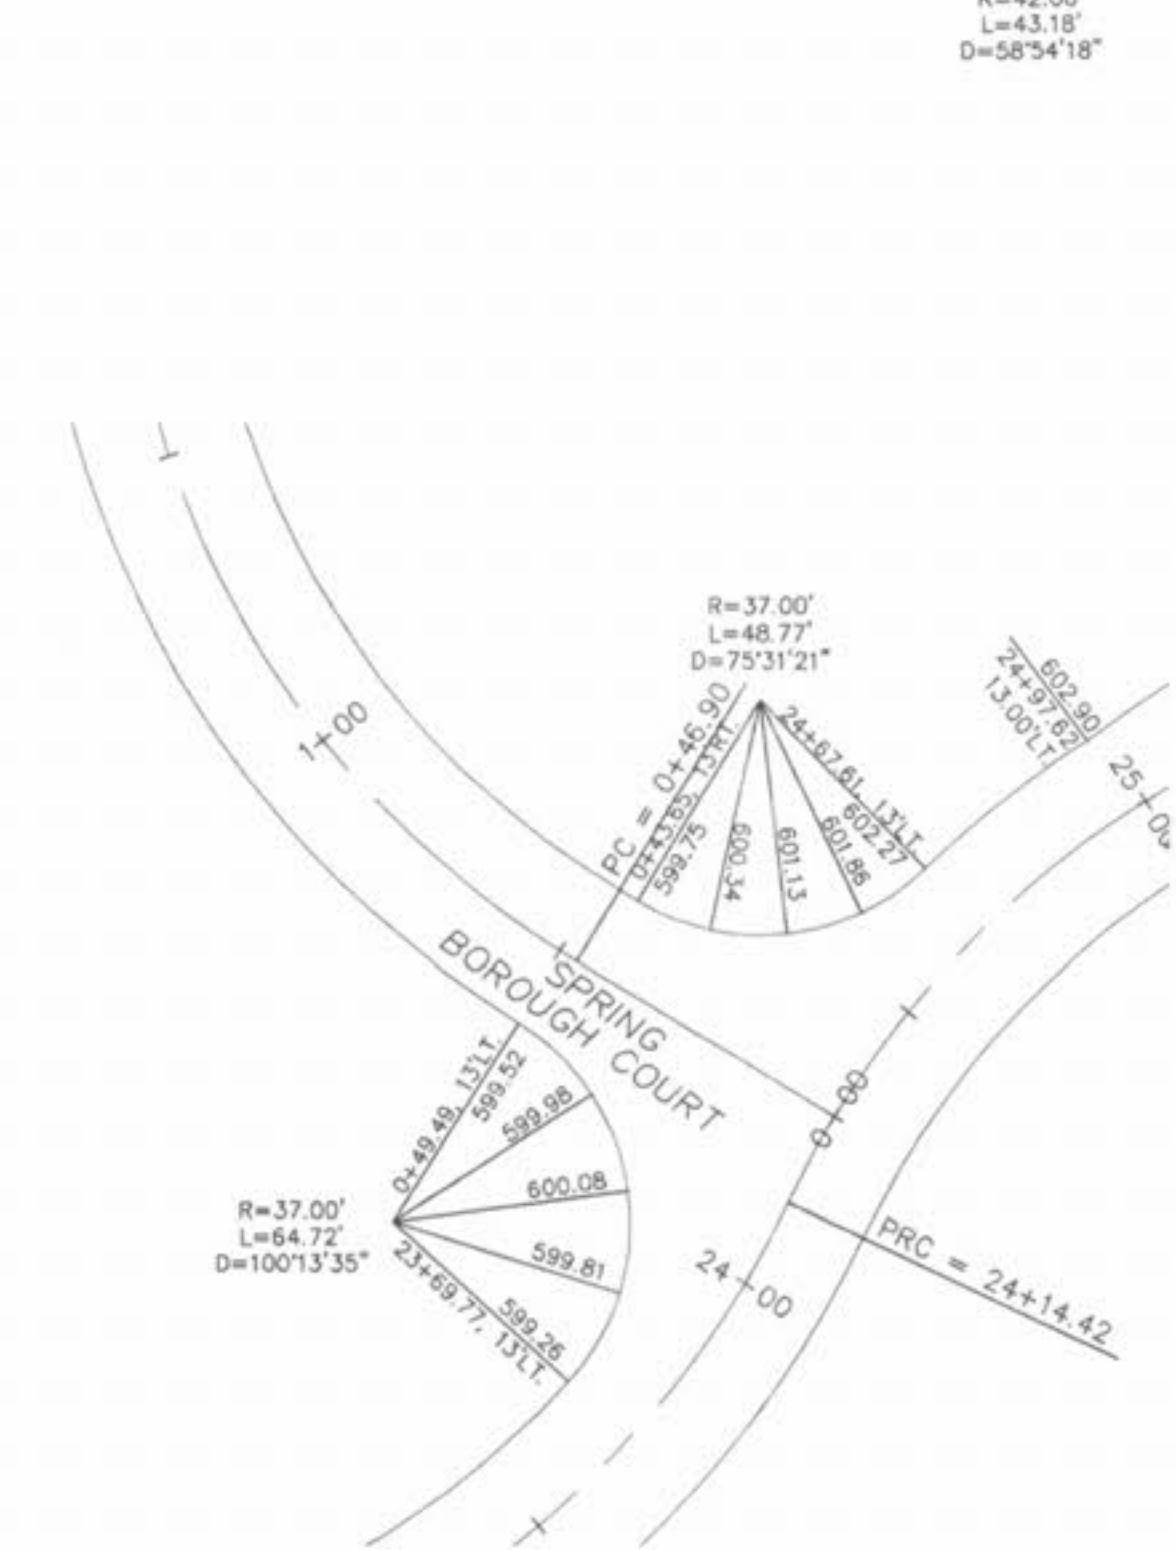 L=43.18'
D=58°54'18"
R=37.00'
L=48.77'
D=75°31'21"
602.90
24+97.62
13.00'LT.
1+00
PC = 0+46.90
0+43.65, 13'RT.
599.75
600.34
601.13
601.86
602.27
24+67.61, 13'LT.
SPRING
BOROUGH COURT
0+49.49, 13'LT.
599.52
599.98
600.08
599.81
599.26
23+69.77, 13'LT.
R=37.00'
L=64.72'
D=100°13'35"
0+00
24+00
PRC = 24+14.42